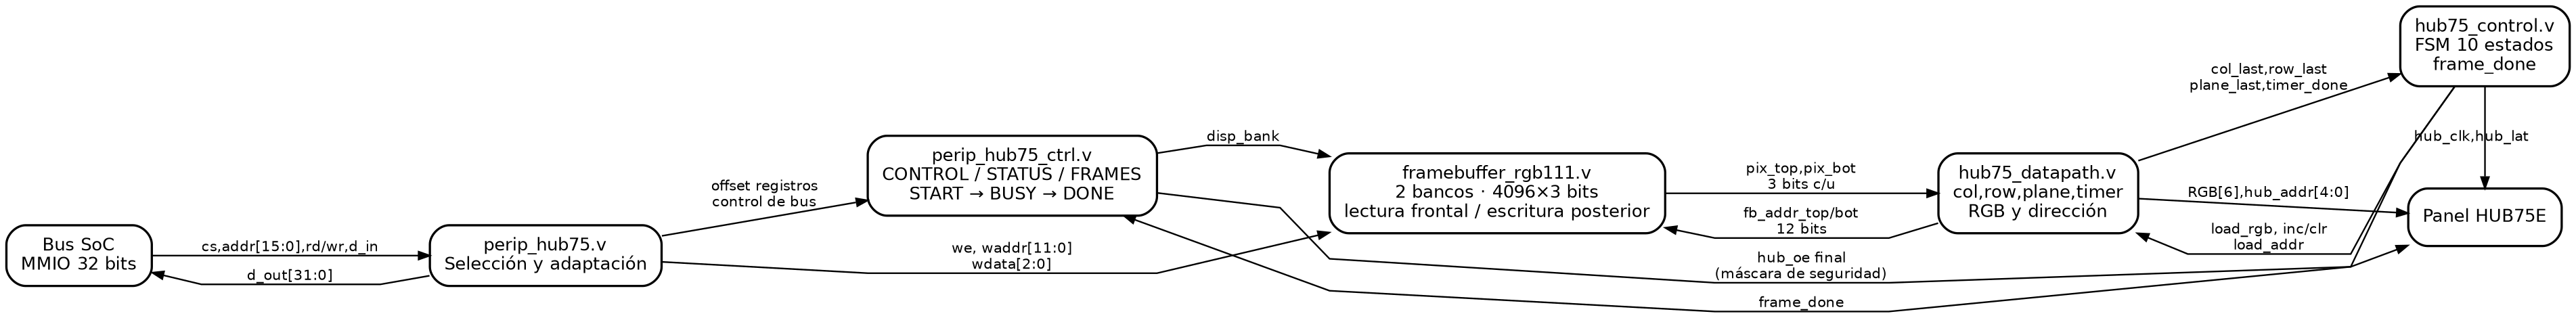 Bus SoC
MMIO 32 bits
cs,addr[15:0],rd/wr,d_in
d_out[31:0]
perip_hub75.v
Selección y adaptación
offset registros
control de bus
we, waddr[11:0]
wdata[2:0]
perip_hub75_ctrl.v
CONTROL / STATUS / FRAMES
START → BUSY → DONE
disp_bank
framebuffer_rgb111.v
2 bancos · 4096×3 bits
lectura frontal / escritura posterior
pix_top,pix_bot
3 bits c/u
fb_addr_top/bot
12 bits
hub_oe final
(máscara de seguridad)
frame_done
hub75_datapath.v
col,row,plane,timer
RGB y dirección
col_last,row_last
plane_last,timer_done
RGB[6],hub_addr[4:0]
load_rgb, inc/clr
load_addr
hub75_control.v
FSM 10 estados
frame_done
hub_clk,hub_lat
Panel HUB75E